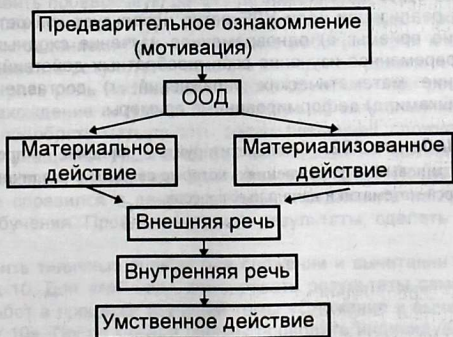 Предварительное ознакомление
(мотивация)
ООД
Материальное
действие
Материализованное
действие
Внешняя речь
Внутренняя речь
Умственное действие